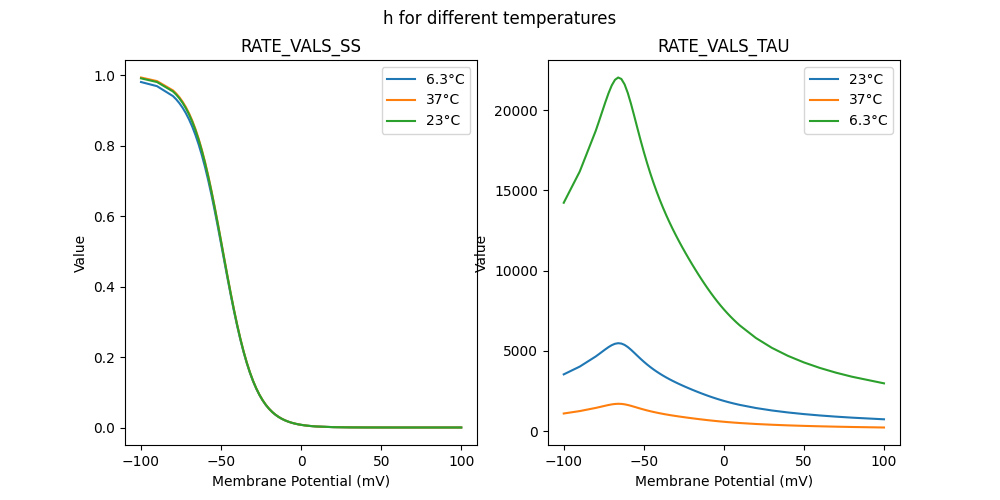 h for different temperatures
RATE_VALS_SS
1.0
0.8
0.6
0.4
0.2
0.0
Value
−100
−50
0
50
100
Membrane Potential (mV)
6.3°C
37°C
23°C
RATE_VALS_TAU
20000
15000
10000
5000
0
Value
−100
−50
0
50
100
Membrane Potential (mV)
23°C
37°C
6.3°C